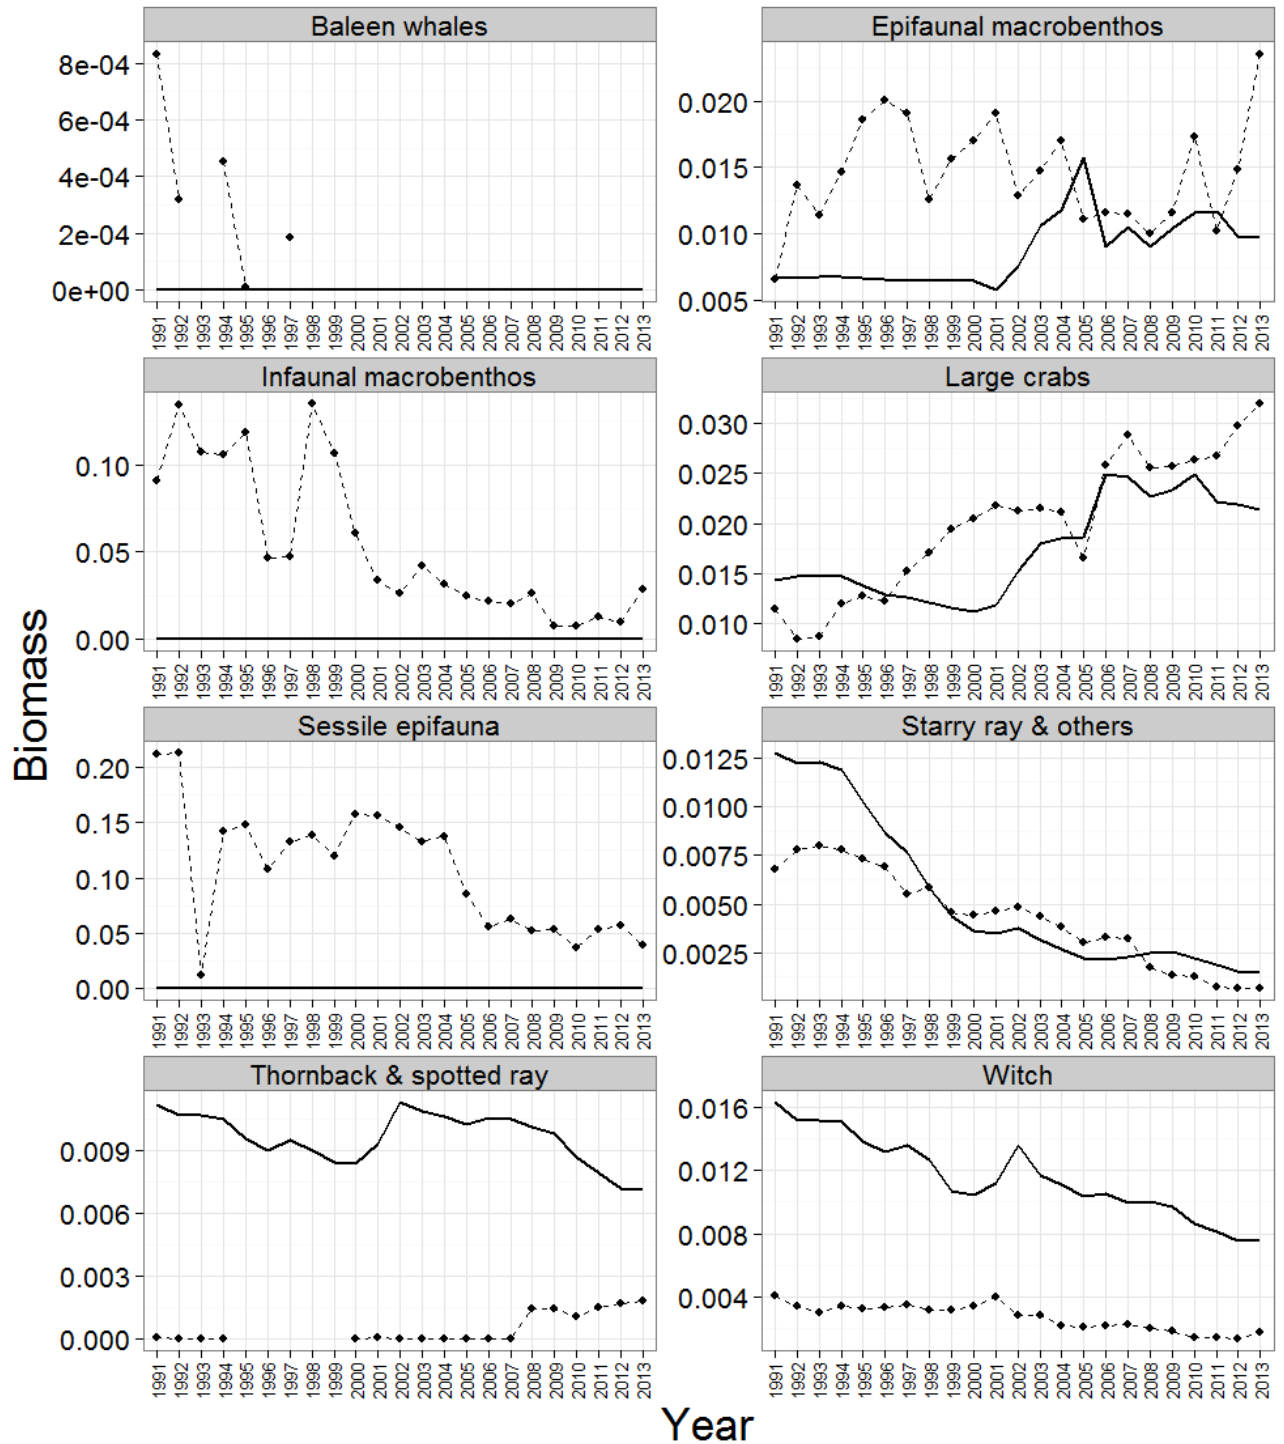 Baleen whales
Epifaunal macrobenthos
8e-04
6e-04
4e-04
2e-04
0e+00
0.020
0.015
0.010
0.005
1991 1992 1993 1994 1995 1996 1997 1998 1999 2000 2001 2002 2003 2004 2005 2006 2007 2008 2009 2010 2011 2012 2013
1991 1992 1993 1994 1995 1996 1997 1998 1999 2000 2001 2002 2003 2004 2005 2006 2007 2008 2009 2010 2011 2012 2013
Infaunal macrobenthos
Large crabs
0.10
0.05
0.00
0.030
0.025
0.020
0.015
0.010
1991 1992 1993 1994 1995 1996 1997 1998 1999 2000 2001 2002 2003 2004 2005 2006 2007 2008 2009 2010 2011 2012 2013
1991 1992 1993 1994 1995 1996 1997 1998 1999 2000 2001 2002 2003 2004 2005 2006 2007 2008 2009 2010 2011 2012 2013
Biomass
Sessile epifauna
Starry ray & others
0.20
0.15
0.10
0.05
0.00
0.0125
0.0100
0.0075
0.0050
0.0025
1991 1992 1993 1994 1995 1996 1997 1998 1999 2000 2001 2002 2003 2004 2005 2006 2007 2008 2009 2010 2011 2012 2013
1991 1992 1993 1994 1995 1996 1997 1998 1999 2000 2001 2002 2003 2004 2005 2006 2007 2008 2009 2010 2011 2012 2013
Thornback & spotted ray
Witch
0.009
0.006
0.003
0.000
0.016
0.012
0.008
0.004
1991 1992 1993 1994 1995 1996 1997 1998 1999 2000 2001 2002 2003 2004 2005 2006 2007 2008 2009 2010 2011 2012 2013
1991 1992 1993 1994 1995 1996 1997 1998 1999 2000 2001 2002 2003 2004 2005 2006 2007 2008 2009 2010 2011 2012 2013
Year